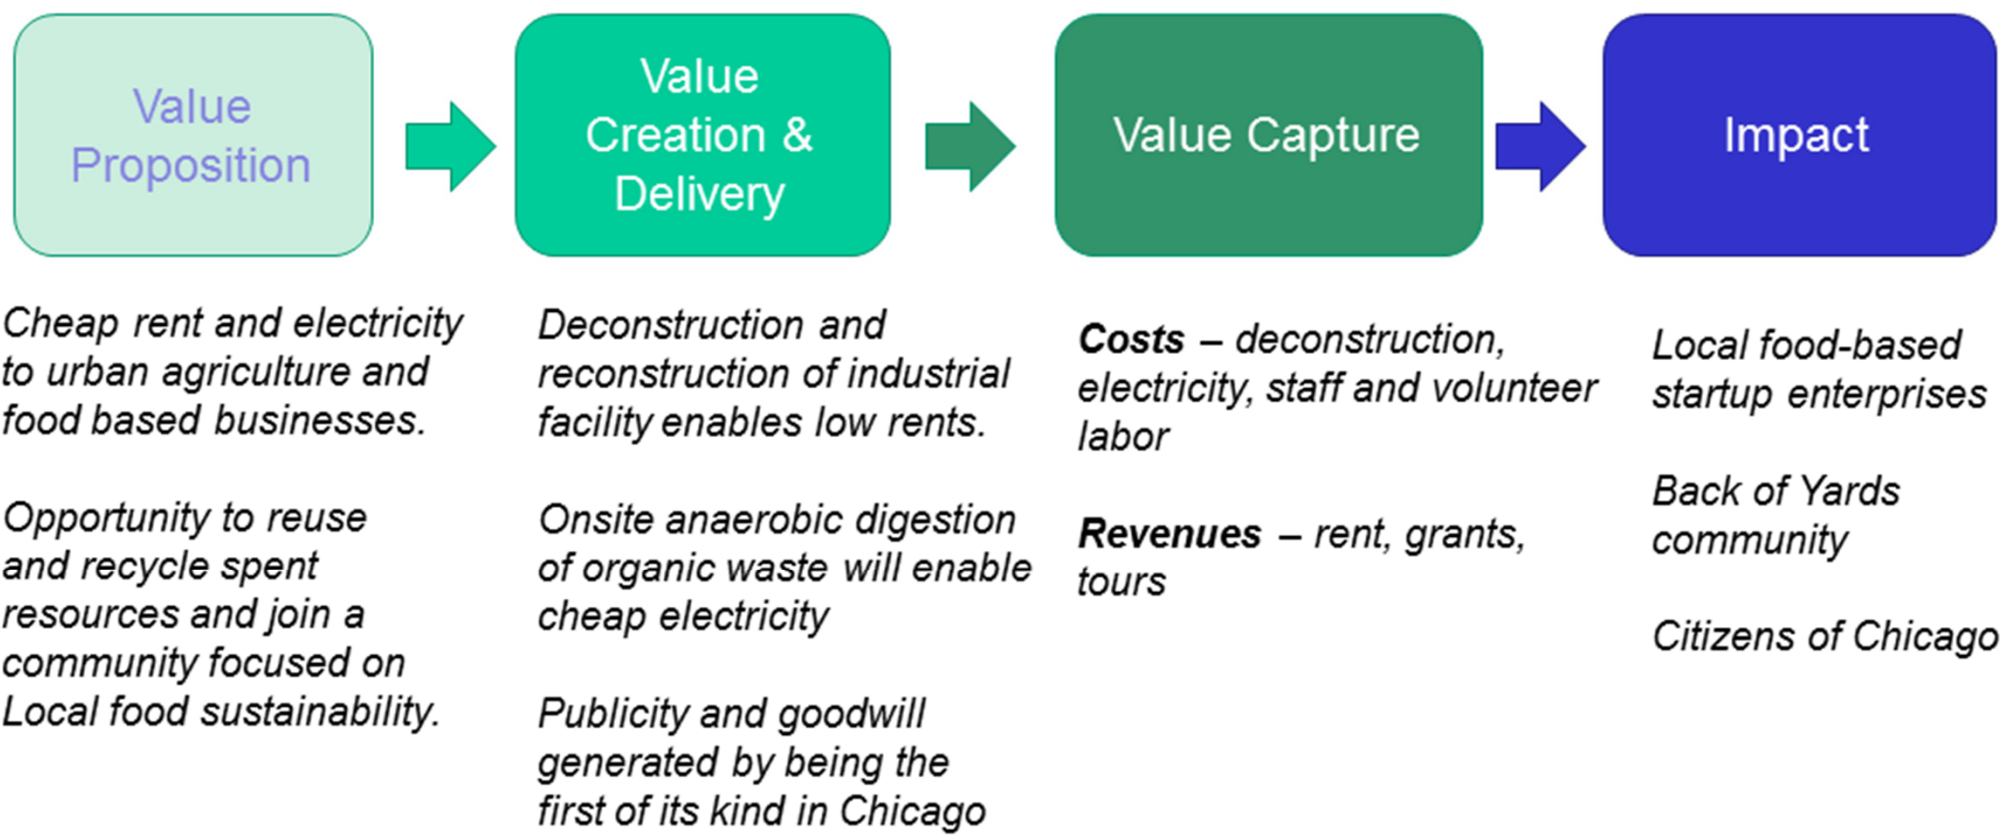 Value
Proposition
Value
Creation &
Delivery
Value Capture
Impact
Cheap rent and electricity
to urban agriculture and
food based businesses.
Opportunity to reuse
and recycle spent
resources and join a
community focused on
Local food sustainability.
Deconstruction and
reconstruction of industrial
facility enables low rents.
Onsite anaerobic digestion
of organic waste will enable
cheap electricity
Publicity and goodwill
generated by being the
first of its kind in Chicago
Costs – deconstruction,
electricity, staff and volunteer
labor
Revenues – rent, grants,
tours
Local food-based
startup enterprises
Back of Yards
community
Citizens of Chicago